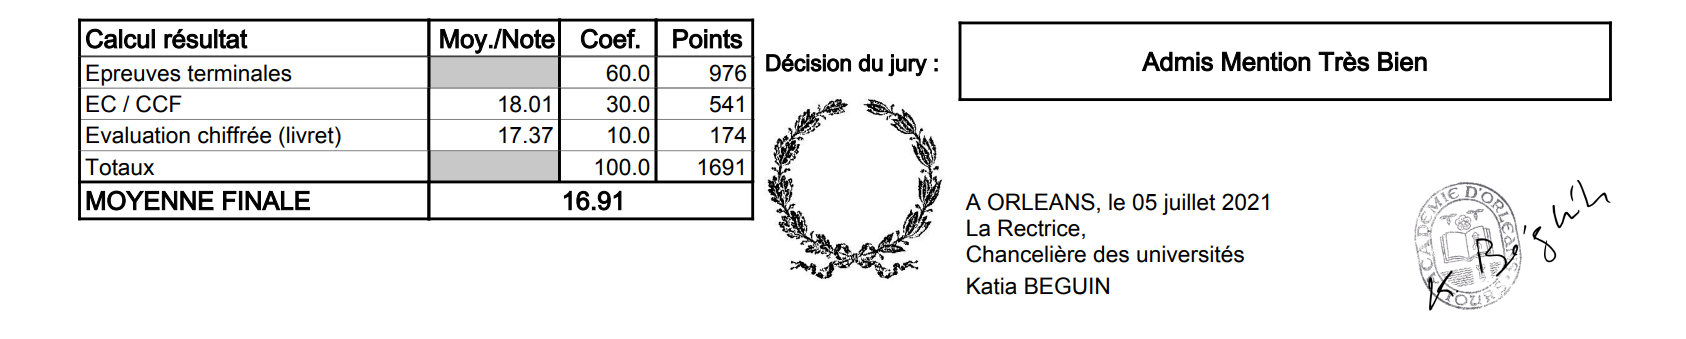 Calcul résultat Moy./Note Coef. Points
Epreuves terminales 60.0 976
EC / CCF 18.01 30.0 541
Evaluation chiffrée (livret) 17.37 10.0 174
Totaux 100.0 1691
MOYENNE FINALE 16.91
Décision du jury :
Admis Mention Très Bien
A ORLEANS, le 05 juillet 2021
La Rectrice,
Chancelière des universités
Katia BEGUIN
ACADEMIE D'ORLEANS
TOURS
K Béguin